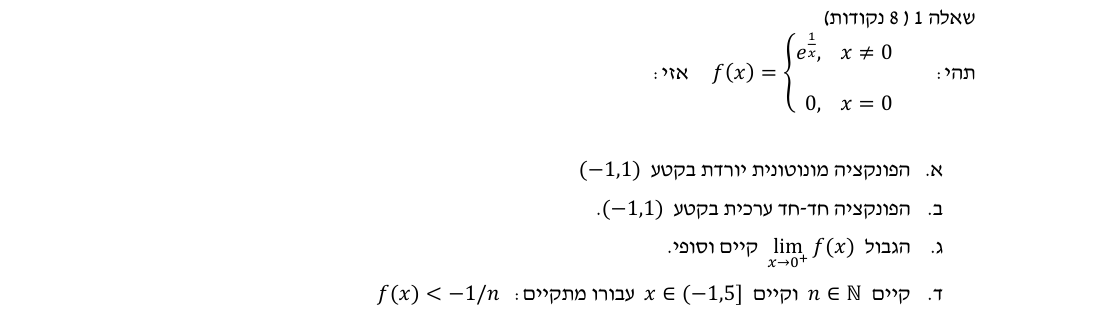 שאלה 1 ( 8 נקודות)
תהי: f(x) = { e^{1/x}, x ≠ 0 ; 0, x = 0 אזי:
א. הפונקציה מונוטונית יורדת בקטע (−1,1)
ב. הפונקציה חד-חד ערכית בקטע (−1,1).
ג. הגבול lim_{x→0⁺} f(x) קיים וסופי.
ד. קיים n ∈ ℕ וקיים x ∈ (−1,5] עבורו מתקיים: f(x) < −1/n